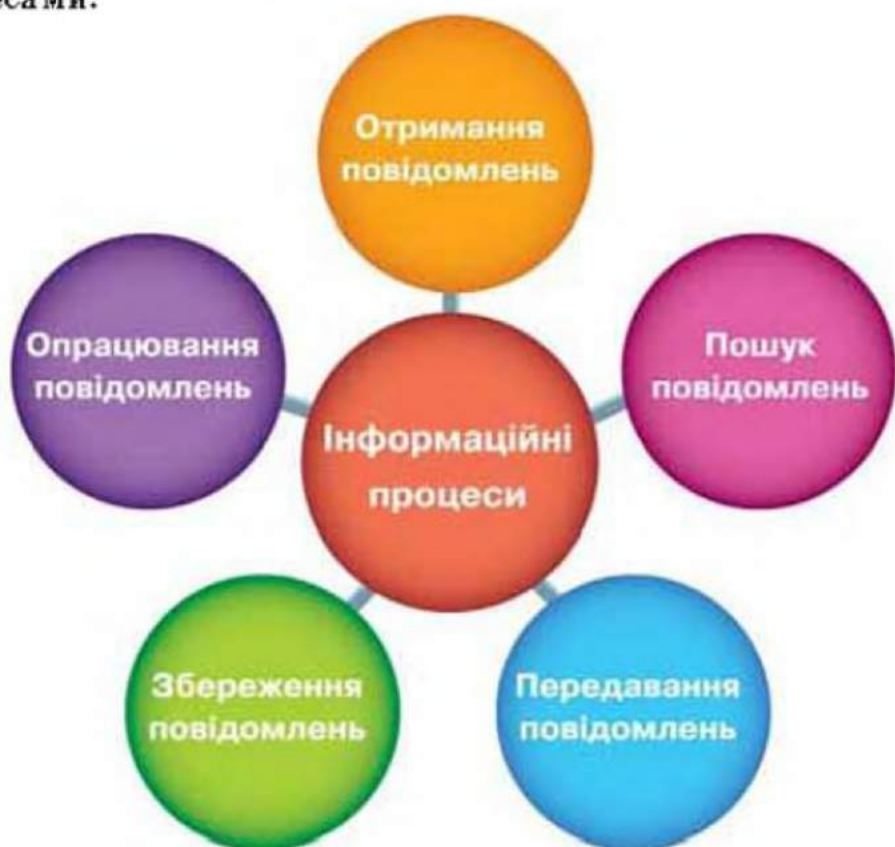 Отримання
повідомлень
Опрацювання
повідомлень
Пошук
повідомлень
Інформаційні
процеси
Збереження
повідомлень
Передавання
повідомлень